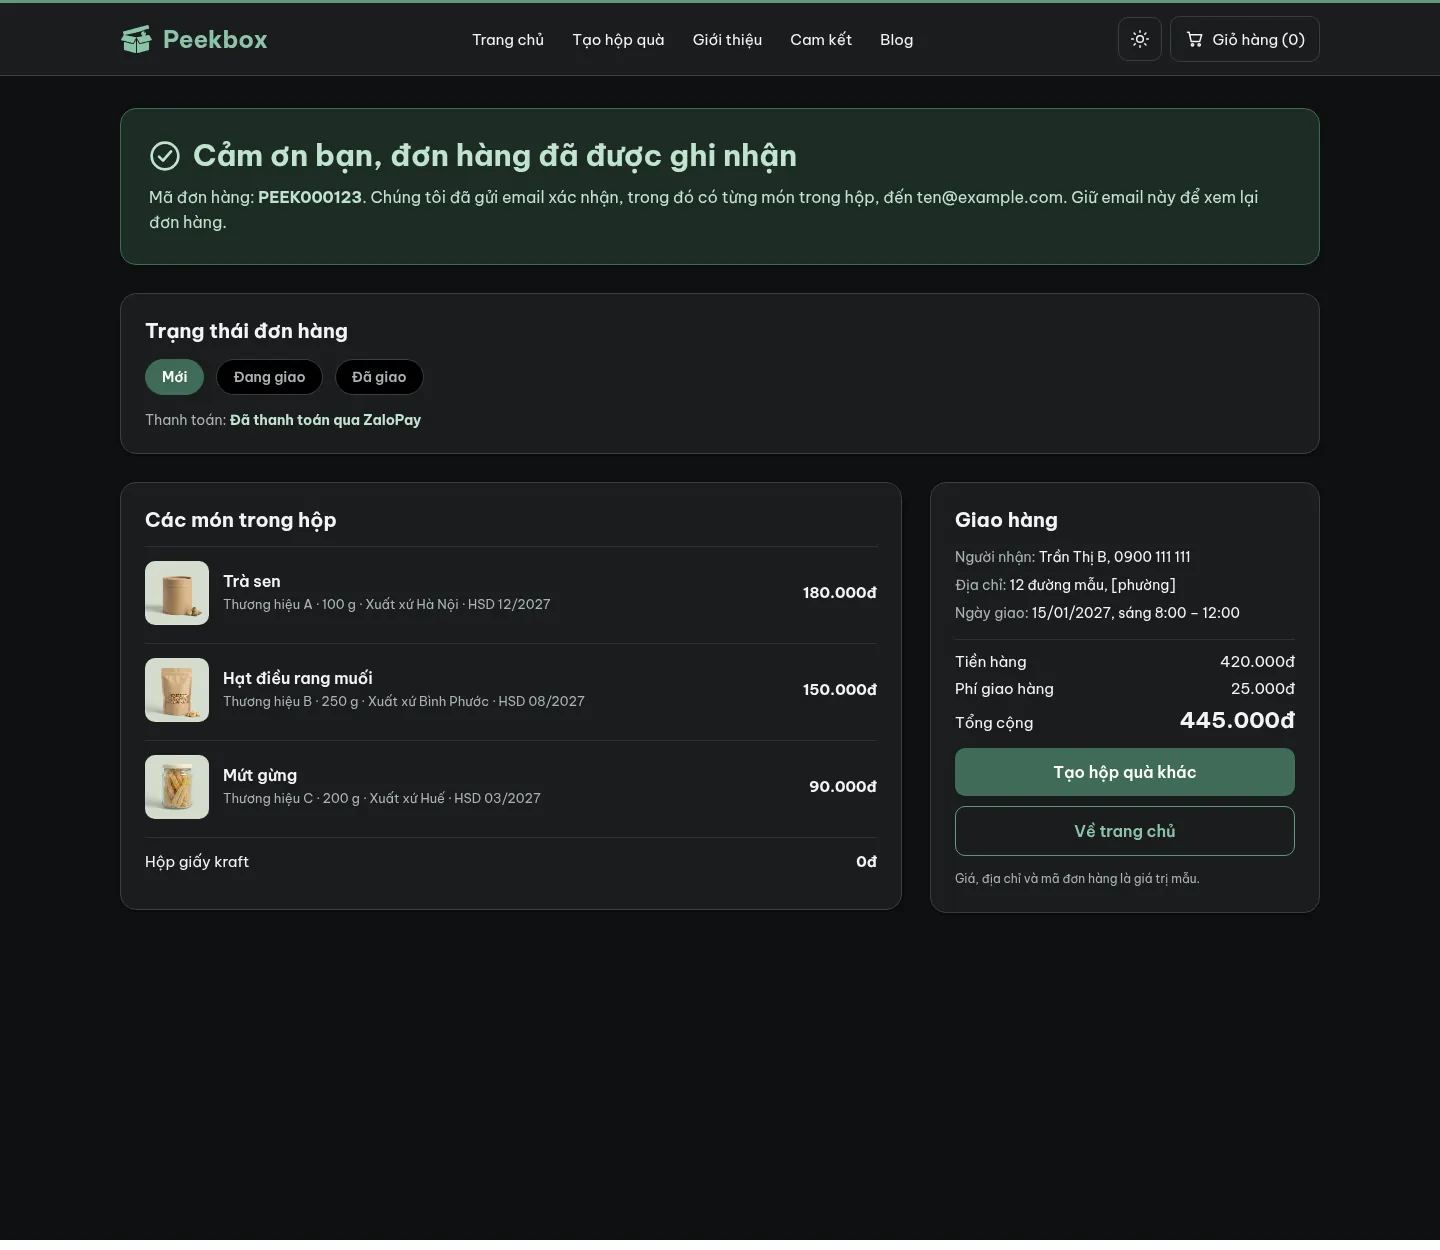 Peekbox
Trang chủ
Tạo hộp quà
Giới thiệu
Cam kết
Blog
Giỏ hàng (0)
Cảm ơn bạn, đơn hàng đã được ghi nhận
Mã đơn hàng: PEEK000123. Chúng tôi đã gửi email xác nhận, trong đó có từng món trong hộp, đến ten@example.com. Giữ email này để xem lại
đơn hàng.
Trạng thái đơn hàng
Mới
Đang giao
Đã giao
Thanh toán: Đã thanh toán qua ZaloPay
Các món trong hộp
Trà sen
Thương hiệu A · 100 g · Xuất xứ Hà Nội · HSD 12/2027
180.000đ
Hạt điều rang muối
Thương hiệu B · 250 g · Xuất xứ Bình Phước · HSD 08/2027
150.000đ
Mứt gừng
Thương hiệu C · 200 g · Xuất xứ Huế · HSD 03/2027
90.000đ
Hộp giấy kraft
0đ
Giao hàng
Người nhận: Trần Thị B, 0900 111 111
Địa chỉ: 12 đường mẫu, [phường]
Ngày giao: 15/01/2027, sáng 8:00 – 12:00
Tiền hàng
420.000đ
Phí giao hàng
25.000đ
Tổng cộng
445.000đ
Tạo hộp quà khác
Về trang chủ
Giá, địa chỉ và mã đơn hàng là giá trị mẫu.